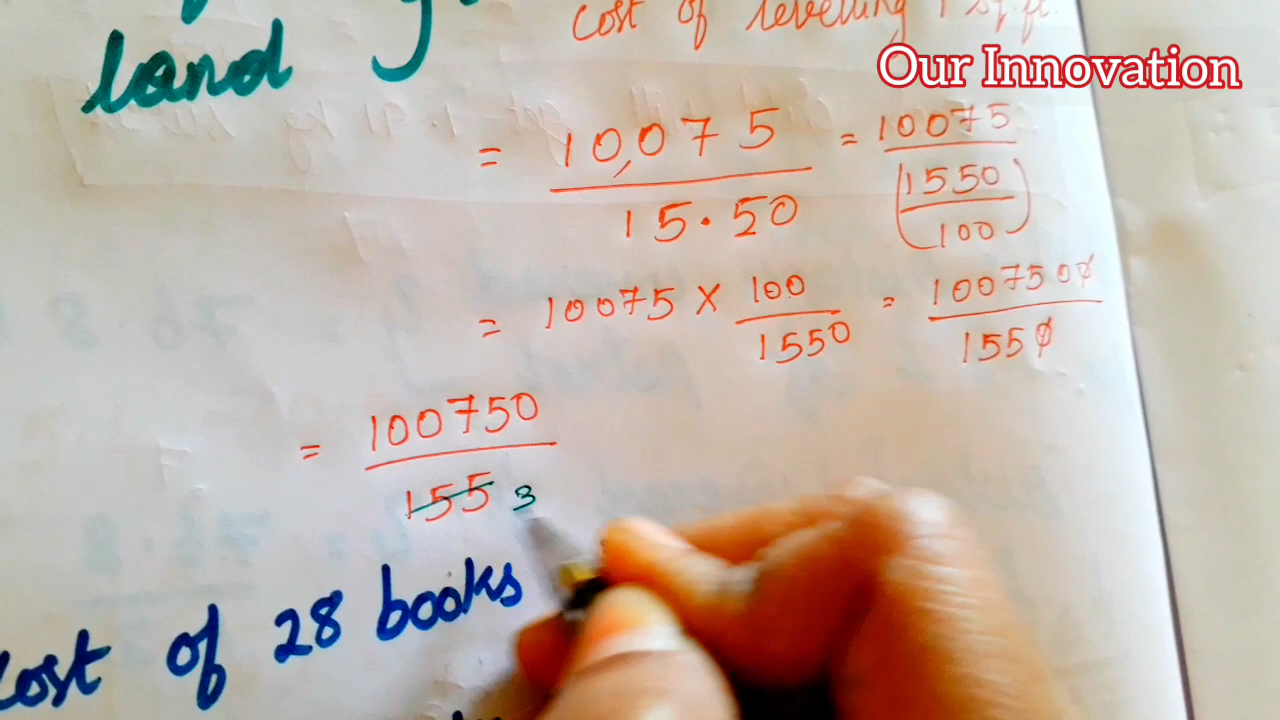 Cost of levelling 1 sq.ft.
land
Our Innovation
= 10,075 / 15.50 = 10075 / (1550 / 100)
= 10075 × 100 / 1550 = 1007500 / 1550
= 100750 / 155 3
Cost of 28 books